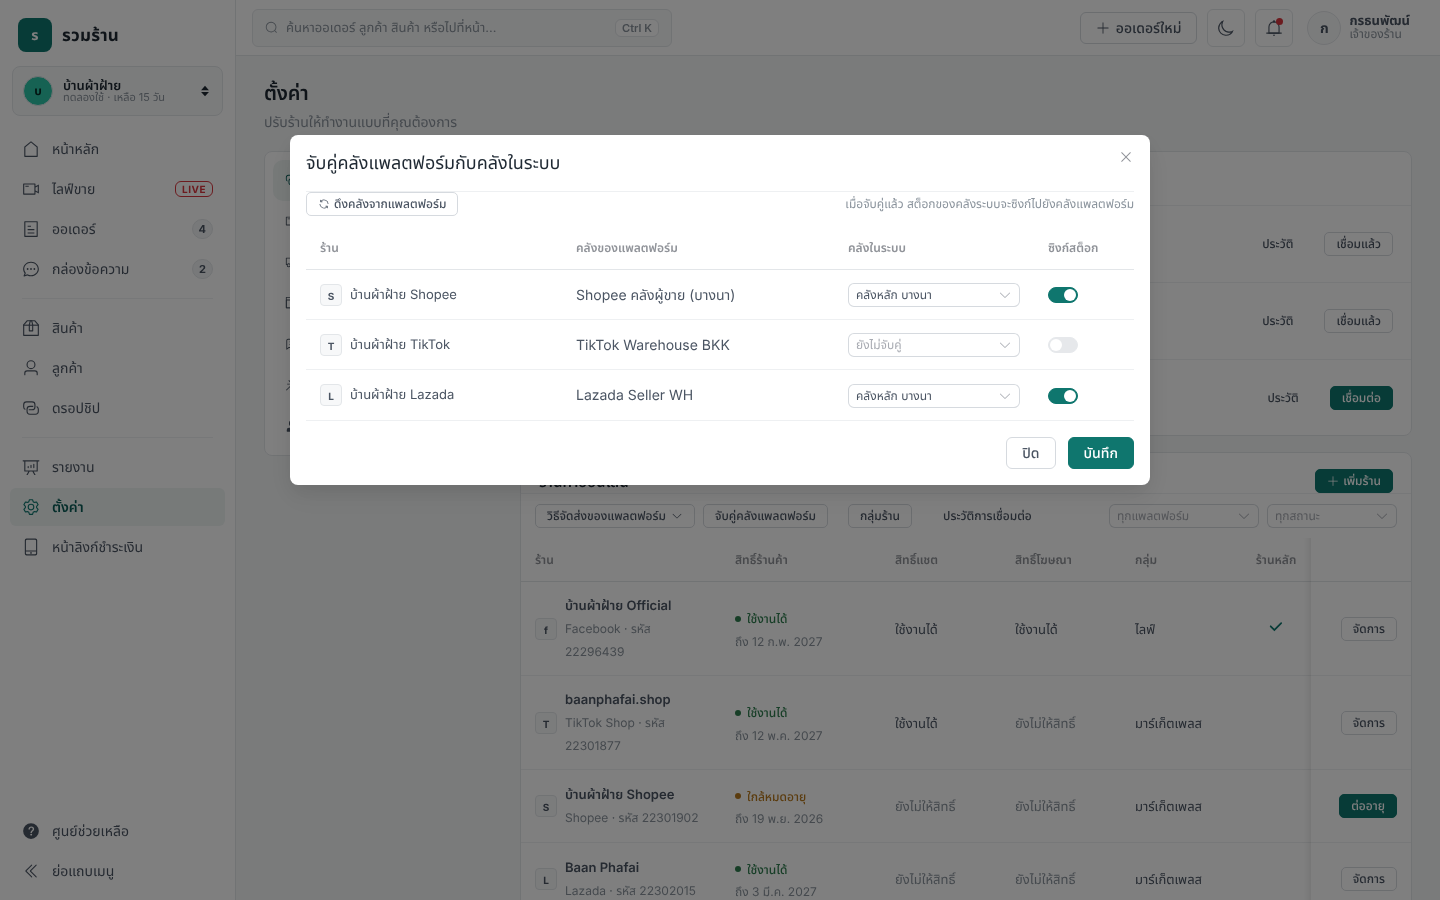 s รวมร้าน
ค้นหาออเดอร์ ลูกค้า สินค้า หรือไปที่หน้า... Ctrl K
ออเดอร์ใหม่
ก กรธนพัฒน์
เจ้าของร้าน
บ บ้านผ้าฝ้าย
ทดลองใช้ · เหลือ 15 วัน
หน้าหลัก
ไลฟ์ขาย LIVE
ออเดอร์ 4
กล่องข้อความ 2
สินค้า
ลูกค้า
ดรอปชิป
รายงาน
ตั้งค่า
หน้าลิงก์ชำระเงิน
ศูนย์ช่วยเหลือ
ย่อแถบเมนู
ตั้งค่า
ปรับร้านให้ทำงานแบบที่คุณต้องการ
จับคู่คลังแพลตฟอร์มกับคลังในระบบ
ดึงคลังจากแพลตฟอร์ม เมื่อจับคู่แล้ว สต็อกของคลังระบบจะซิงก์ไปยังคลังแพลตฟอร์ม
ร้าน คลังของแพลตฟอร์ม คลังในระบบ ซิงก์สต็อก
S บ้านผ้าฝ้าย Shopee Shopee คลังผู้ขาย (บางนา) คลังหลัก บางนา
T บ้านผ้าฝ้าย TikTok TikTok Warehouse BKK ยังไม่จับคู่
L บ้านผ้าฝ้าย Lazada Lazada Seller WH คลังหลัก บางนา
ปิด บันทึก
ประวัติ เชื่อมแล้ว
ประวัติ เชื่อมแล้ว
ประวัติ เชื่อมต่อ
เพิ่มร้าน
วิธีจัดส่งของแพลตฟอร์ม จับคู่คลังแพลตฟอร์ม กลุ่มร้าน ประวัติการเชื่อมต่อ ทุกแพลตฟอร์ม ทุกสถานะ
ร้าน สิทธิ์ร้านค้า สิทธิ์แชต สิทธิ์โฆษณา กลุ่ม ร้านหลัก
f บ้านผ้าฝ้าย Official
Facebook · รหัส
22296439
ใช้งานได้
ถึง 12 ก.พ. 2027
ใช้งานได้ ใช้งานได้ ไลฟ์ จัดการ
T baanphafai.shop
TikTok Shop · รหัส
22301877
ใช้งานได้
ถึง 12 พ.ค. 2027
ใช้งานได้ ยังไม่ให้สิทธิ์ มาร์เก็ตเพลส จัดการ
S บ้านผ้าฝ้าย Shopee
Shopee · รหัส 22301902
ใกล้หมดอายุ
ถึง 19 พ.ย. 2026
ยังไม่ให้สิทธิ์ ยังไม่ให้สิทธิ์ มาร์เก็ตเพลส ต่ออายุ
L Baan Phafai
Lazada · รหัส 22302015
ใช้งานได้
ถึง 3 มี.ค. 2027
ยังไม่ให้สิทธิ์ ยังไม่ให้สิทธิ์ มาร์เก็ตเพลส จัดการ